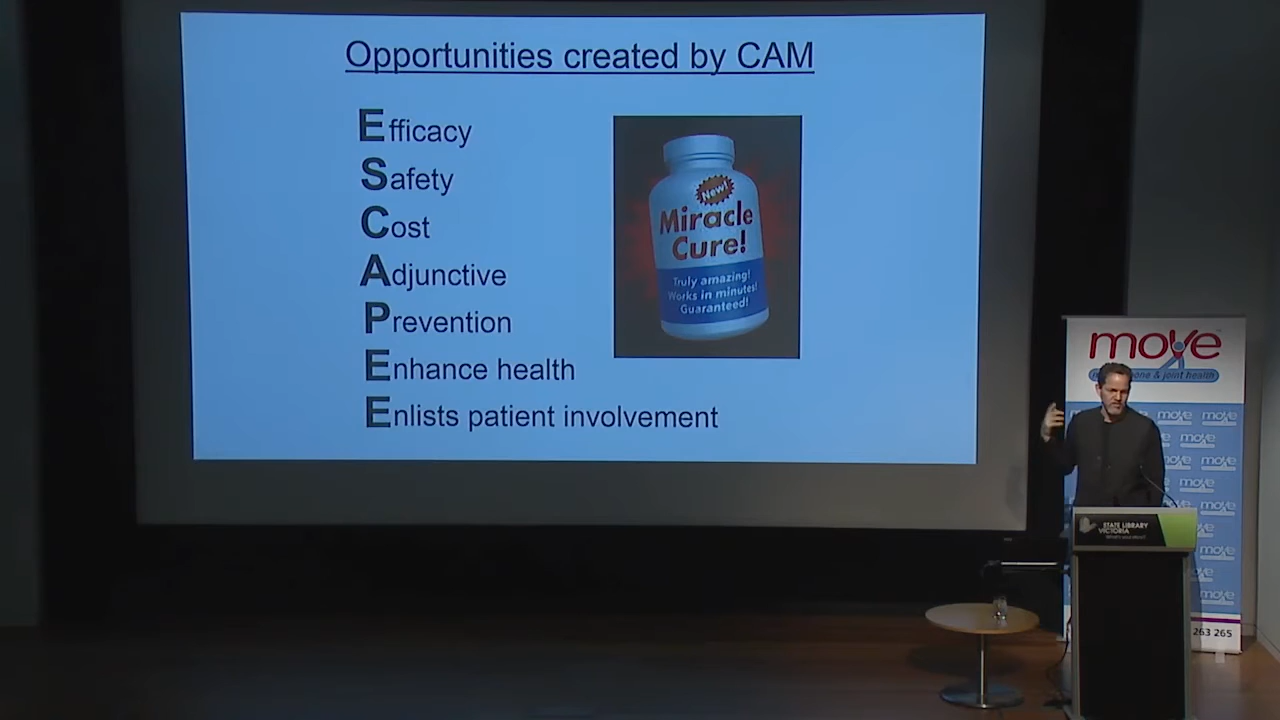 Opportunities created by CAM
Efficacy
Safety
Cost
Adjunctive
Prevention
Enhance health
Enlists patient involvement
New!
Miracle
Cure!
Truly amazing!
Works in minutes!
Guaranteed!
move
bone & joint health
move move
move
move
move
move
move
move
STATE LIBRARY
VICTORIA
263 265